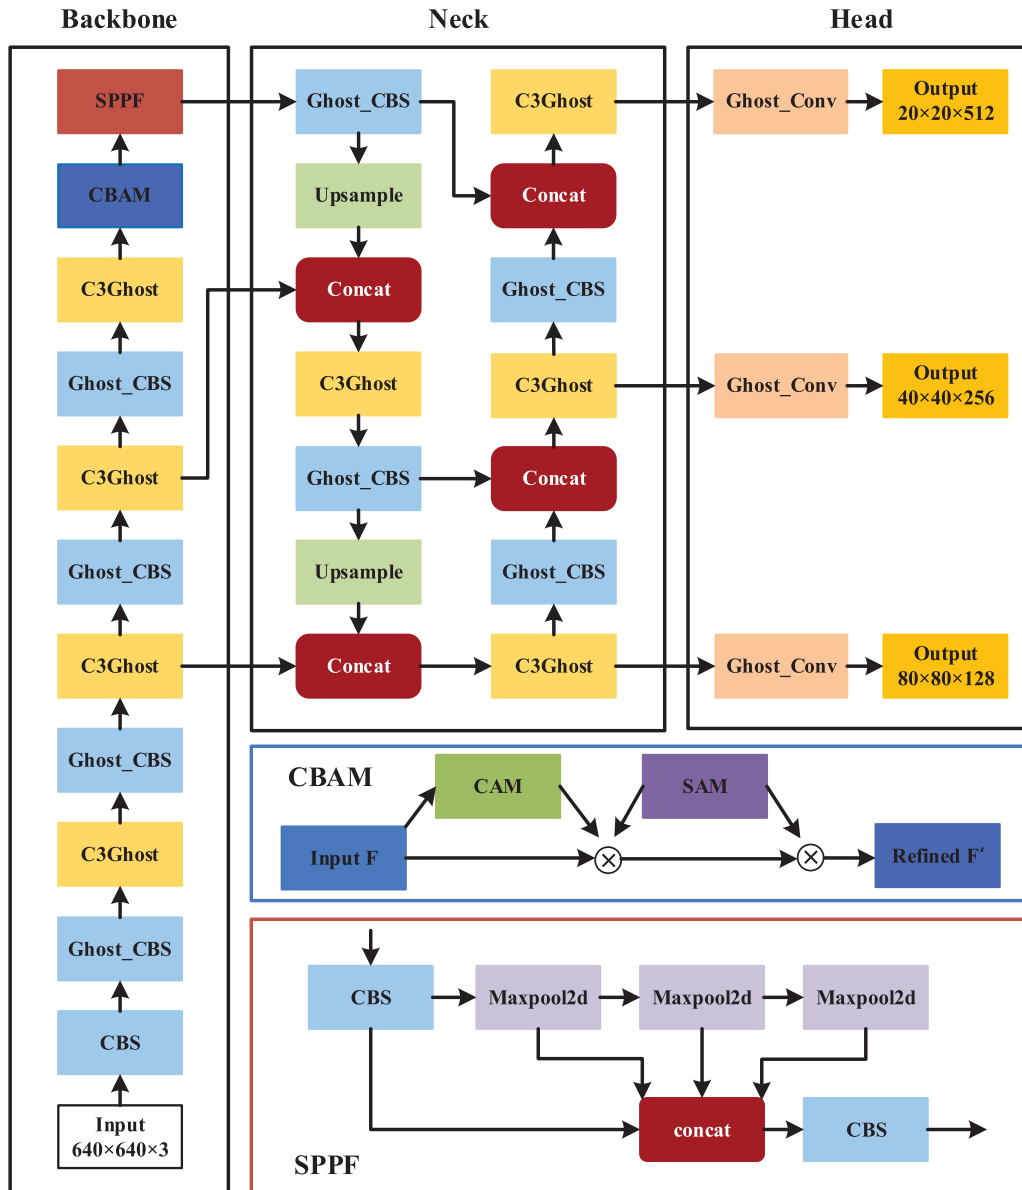 Backbone
Neck
Head
SPPF
CBAM
C3Ghost
Ghost_CBS
C3Ghost
Ghost_CBS
C3Ghost
Ghost_CBS
C3Ghost
Ghost_CBS
CBS
Input
640×640×3
Ghost_CBS
Upsample
Concat
C3Ghost
Ghost_CBS
Upsample
Concat
C3Ghost
Concat
Ghost_CBS
C3Ghost
Concat
Ghost_CBS
C3Ghost
Ghost_Conv
Output
20×20×512
Ghost_Conv
Output
40×40×256
Ghost_Conv
Output
80×80×128
CBAM
CAM
SAM
Input F
Refined F′
CBS
Maxpool2d
Maxpool2d
Maxpool2d
concat
CBS
SPPF